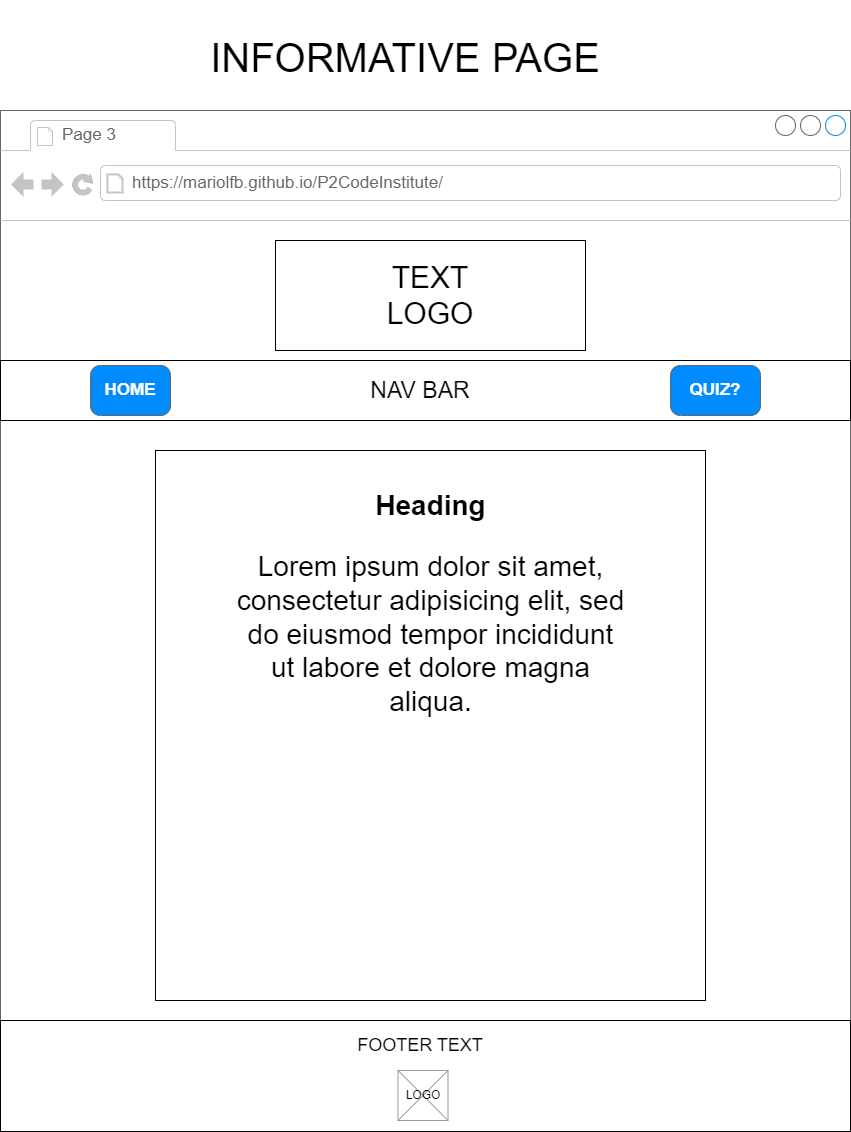 INFORMATIVE PAGE
Page 3
https://mariolfb.github.io/P2CodeInstitute/
TEXT
LOGO
HOME
NAV BAR
QUIZ?
Heading
Lorem ipsum dolor sit amet,
consectetur adipisicing elit, sed
do eiusmod tempor incididunt
ut labore et dolore magna
aliqua.
FOOTER TEXT
LOGO